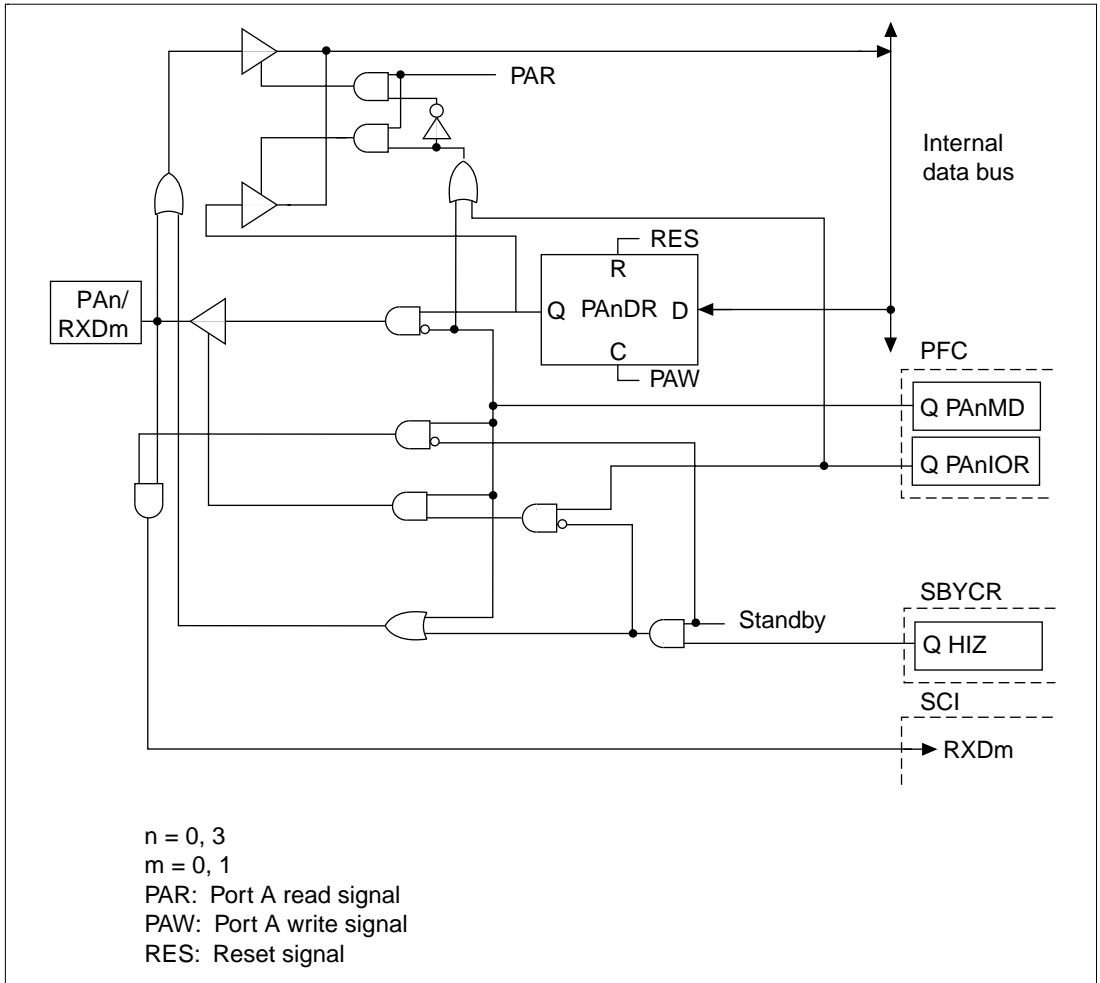 PAR
Internal
data bus
RES
R
PAn/
RXDm
Q PAnDR D
C
PAW
PFC
Q PAnMD
Q PAnIOR
SBYCR
Standby
Q HIZ
SCI
RXDm
n = 0, 3
m = 0, 1
PAR: Port A read signal
PAW: Port A write signal
RES: Reset signal